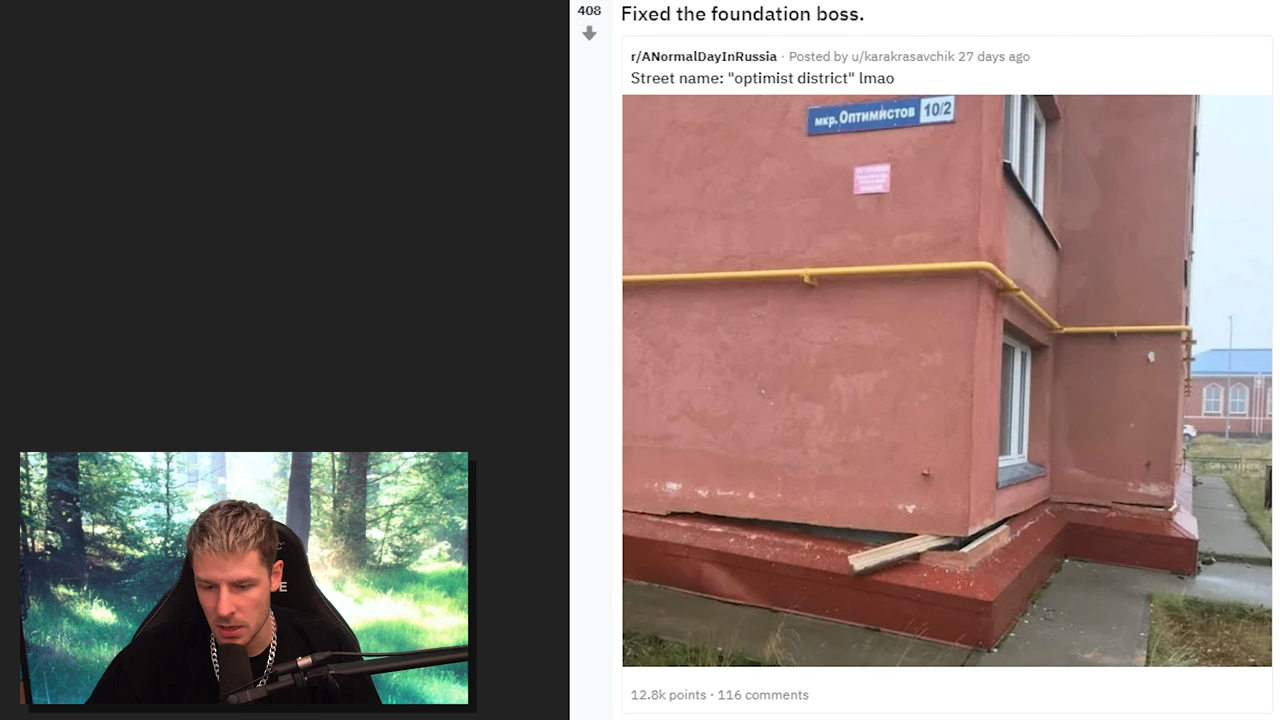 408
Fixed the foundation boss.
r/ANormalDayInRussia · Posted by u/karakrasavchik 27 days ago
Street name: "optimist district" lmao
мкр. Оптимистов 10/2
12.8k points · 116 comments